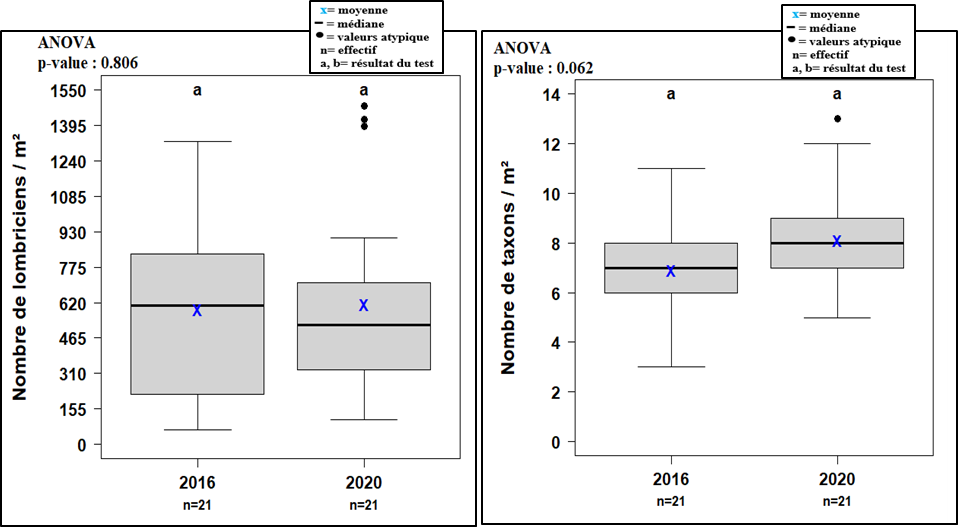 x= moyenne
= médiane
= valeurs atypique
n= effectif
a, b= résultat du test
ANOVA
p-value : 0.806
Nombre de lombriciens / m²
1550
1395
1240
1085
930
775
620
465
310
155
0
a
a
X
X
2016
2020
n=21
n=21
x= moyenne
= médiane
= valeurs atypique
n= effectif
a, b= résultat du test
ANOVA
p-value : 0.062
Nombre de taxons / m²
14
12
10
8
6
4
2
0
a
a
X
X
2016
2020
n=21
n=21